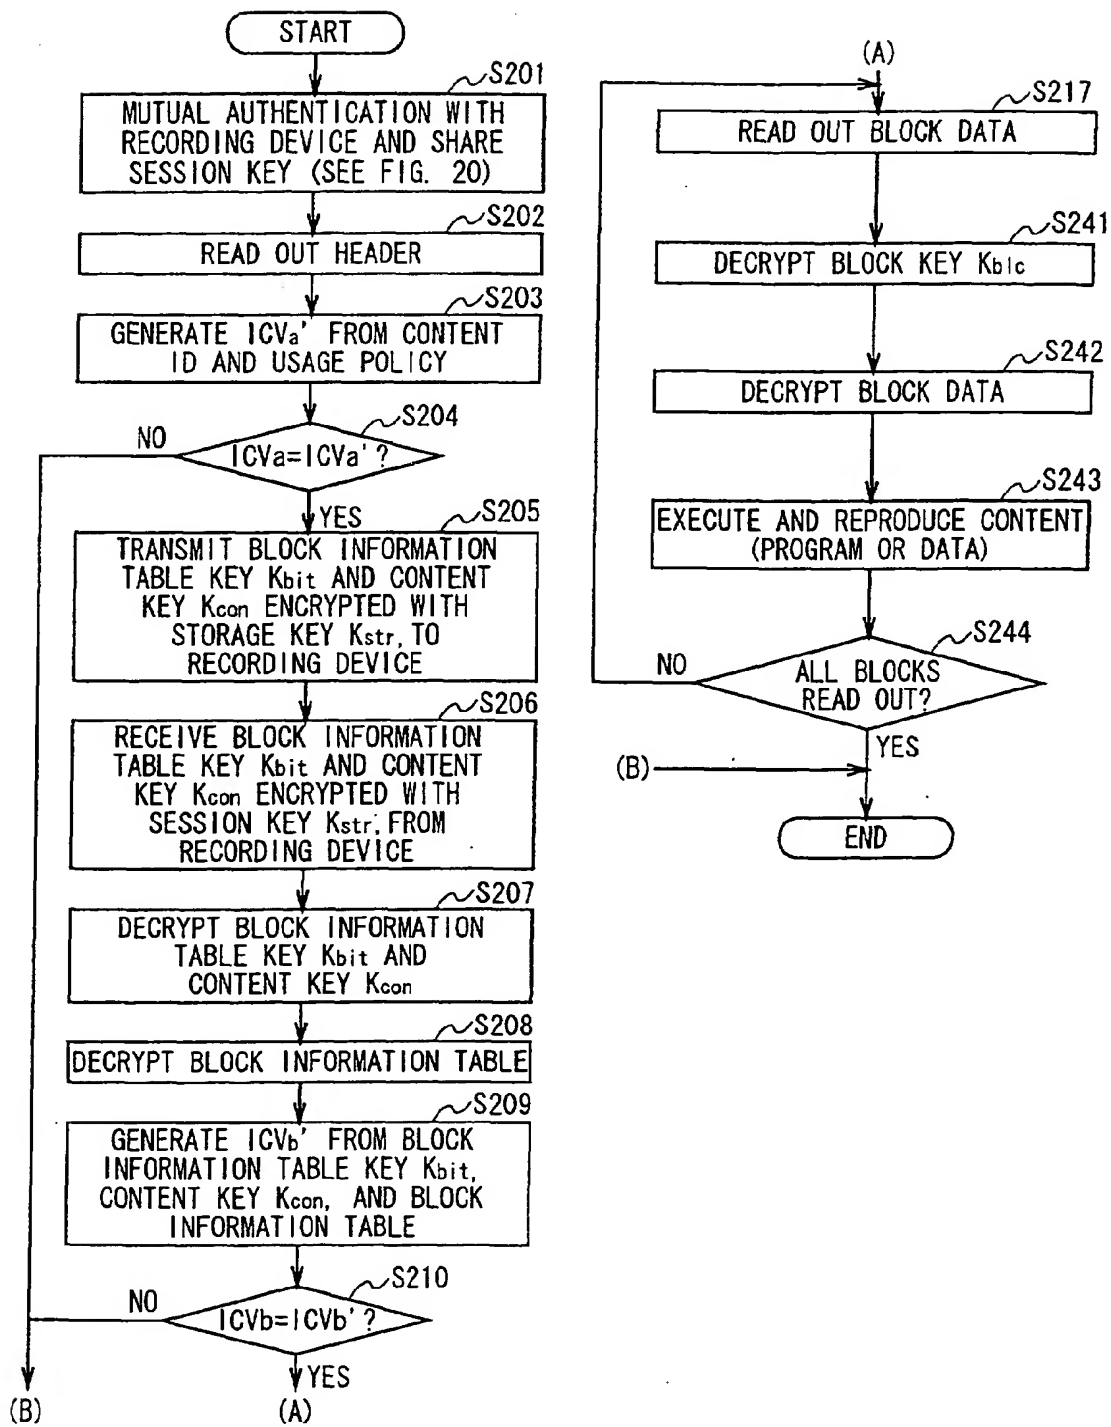 START
S201
MUTUAL AUTHENTICATION WITH
RECORDING DEVICE AND SHARE
SESSION KEY (SEE FIG. 20)
S202
READ OUT HEADER
S203
GENERATE ICVa' FROM CONTENT
ID AND USAGE POLICY
S204
ICVa=ICVa'?
NO
YES
S205
TRANSMIT BLOCK INFORMATION
TABLE KEY Kbit AND CONTENT
KEY Kcon ENCRYPTED WITH
STORAGE KEY Kstr, TO
RECORDING DEVICE
S206
RECEIVE BLOCK INFORMATION
TABLE KEY Kbit AND CONTENT
KEY Kcon ENCRYPTED WITH
SESSION KEY Kstr, FROM
RECORDING DEVICE
S207
DECRYPT BLOCK INFORMATION
TABLE KEY Kbit AND
CONTENT KEY Kcon
S208
DECRYPT BLOCK INFORMATION TABLE
S209
GENERATE ICVb' FROM BLOCK
INFORMATION TABLE KEY Kbit,
CONTENT KEY Kcon, AND BLOCK
INFORMATION TABLE
S210
ICVb=ICVb'?
NO
YES
(B)
(A)
(A)
S217
READ OUT BLOCK DATA
S241
DECRYPT BLOCK KEY Kblc
S242
DECRYPT BLOCK DATA
S243
EXECUTE AND REPRODUCE CONTENT
(PROGRAM OR DATA)
S244
ALL BLOCKS
READ OUT?
NO
YES
(B)
END